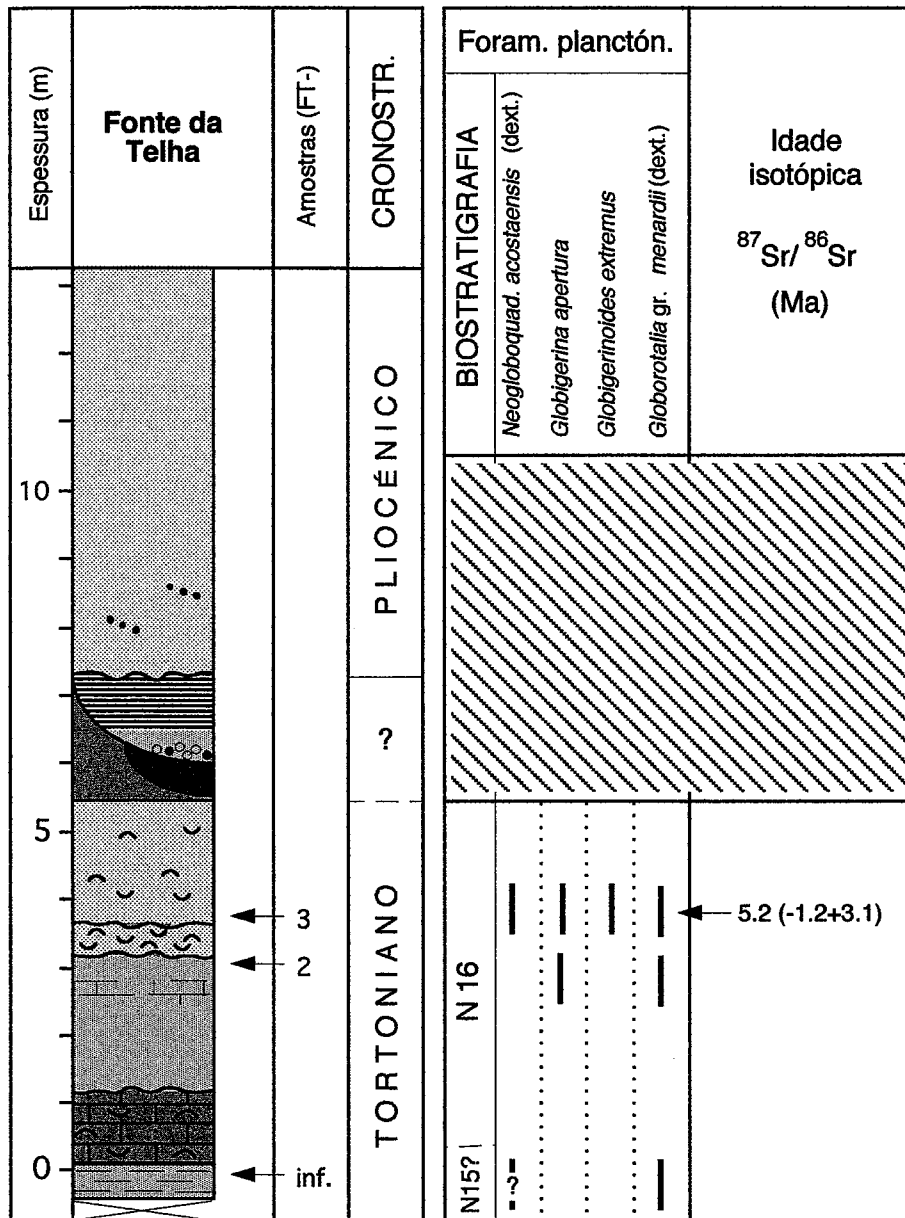 Espessura (m)
Fonte da
Telha
Amostras (FT-)
CRONOSTR.
10
5
0
3
2
inf.
PLIOCÉNICO
?
TORTONIANO
Foram. planctón.
BIOSTRATIGRAFIA
Neogloboquad. acostaensis (dext.)
Globigerina apertura
Globigerinoides extremus
Globorotalia gr. menardii (dext.)
Idade
isotópica
87Sr/ 86Sr
(Ma)
N 16
N15?
?
5.2 (-1.2+3.1)